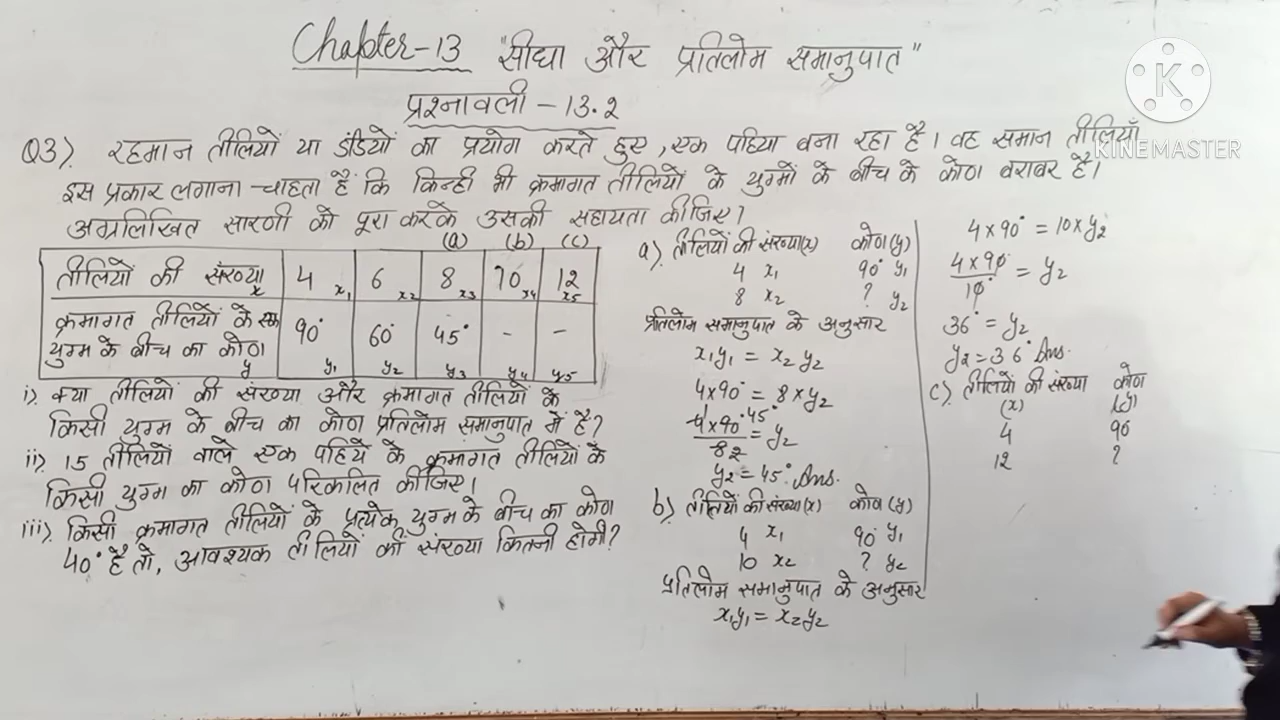 Chapter-13 "सीधा और प्रतिलोम समानुपात"
K
KINEMASTER
प्रश्नावली - 13.2
Q3). रहमान तीलियों या डंडियों का प्रयोग करते हुए, एक पहिया बना रहा है। वह समान तीलियाँ
इस प्रकार लगाना चाहता है कि किन्ही भी क्रमागत तीलियों के युग्मों के बीच के कोण बराबर है।
अग्रलिखित सारणी को पूरा करके उसकी सहायता कीजिए।
(a) (b) (c)
तीलियों की संख्या x 4 x₁ 6 x₂ 8 x₃ 10 x₄ 12 x₅
क्रमागत तीलियों के एक
युग्म के बीच का कोण y 90° y₁ 60° y₂ 45° y₃ - y₄ - y₅
i). क्या तीलियों की संख्या और क्रमागत तीलियों के
किसी युग्म के बीच का कोण प्रतिलोम समानुपात में है?
ii). 15 तीलियों वाले एक पहिये के क्रमागत तीलियों के
किसी युग्म का कोण परिकलित कीजिए।
iii). किसी क्रमागत तीलियों के प्रत्येक युग्म के बीच का कोण
40° है तो, आवश्यक तीलियों की संख्या कितनी होगी?
a). तीलियों की संख्या(x) कोण(y)
4 x₁ 90° y₁
8 x₂ ? y₂
प्रतिलोम समानुपात के अनुसार
x₁y₁ = x₂y₂
4×90° = 8×y₂
4×90° 45°
8 2 = y₂
y₂ = 45° Ans.
b). तीलियों की संख्या(x) कोण(y)
4 x₁ 90° y₁
10 x₂ ? y₂
प्रतिलोम समानुपात के अनुसार
x₁y₁ = x₂y₂
4×90° = 10×y₂
4×90°
10 = y₂
36° = y₂
y₂ = 36° Ans.
c). तीलियों की संख्या कोण
(x) (y)
4 90
12 ?